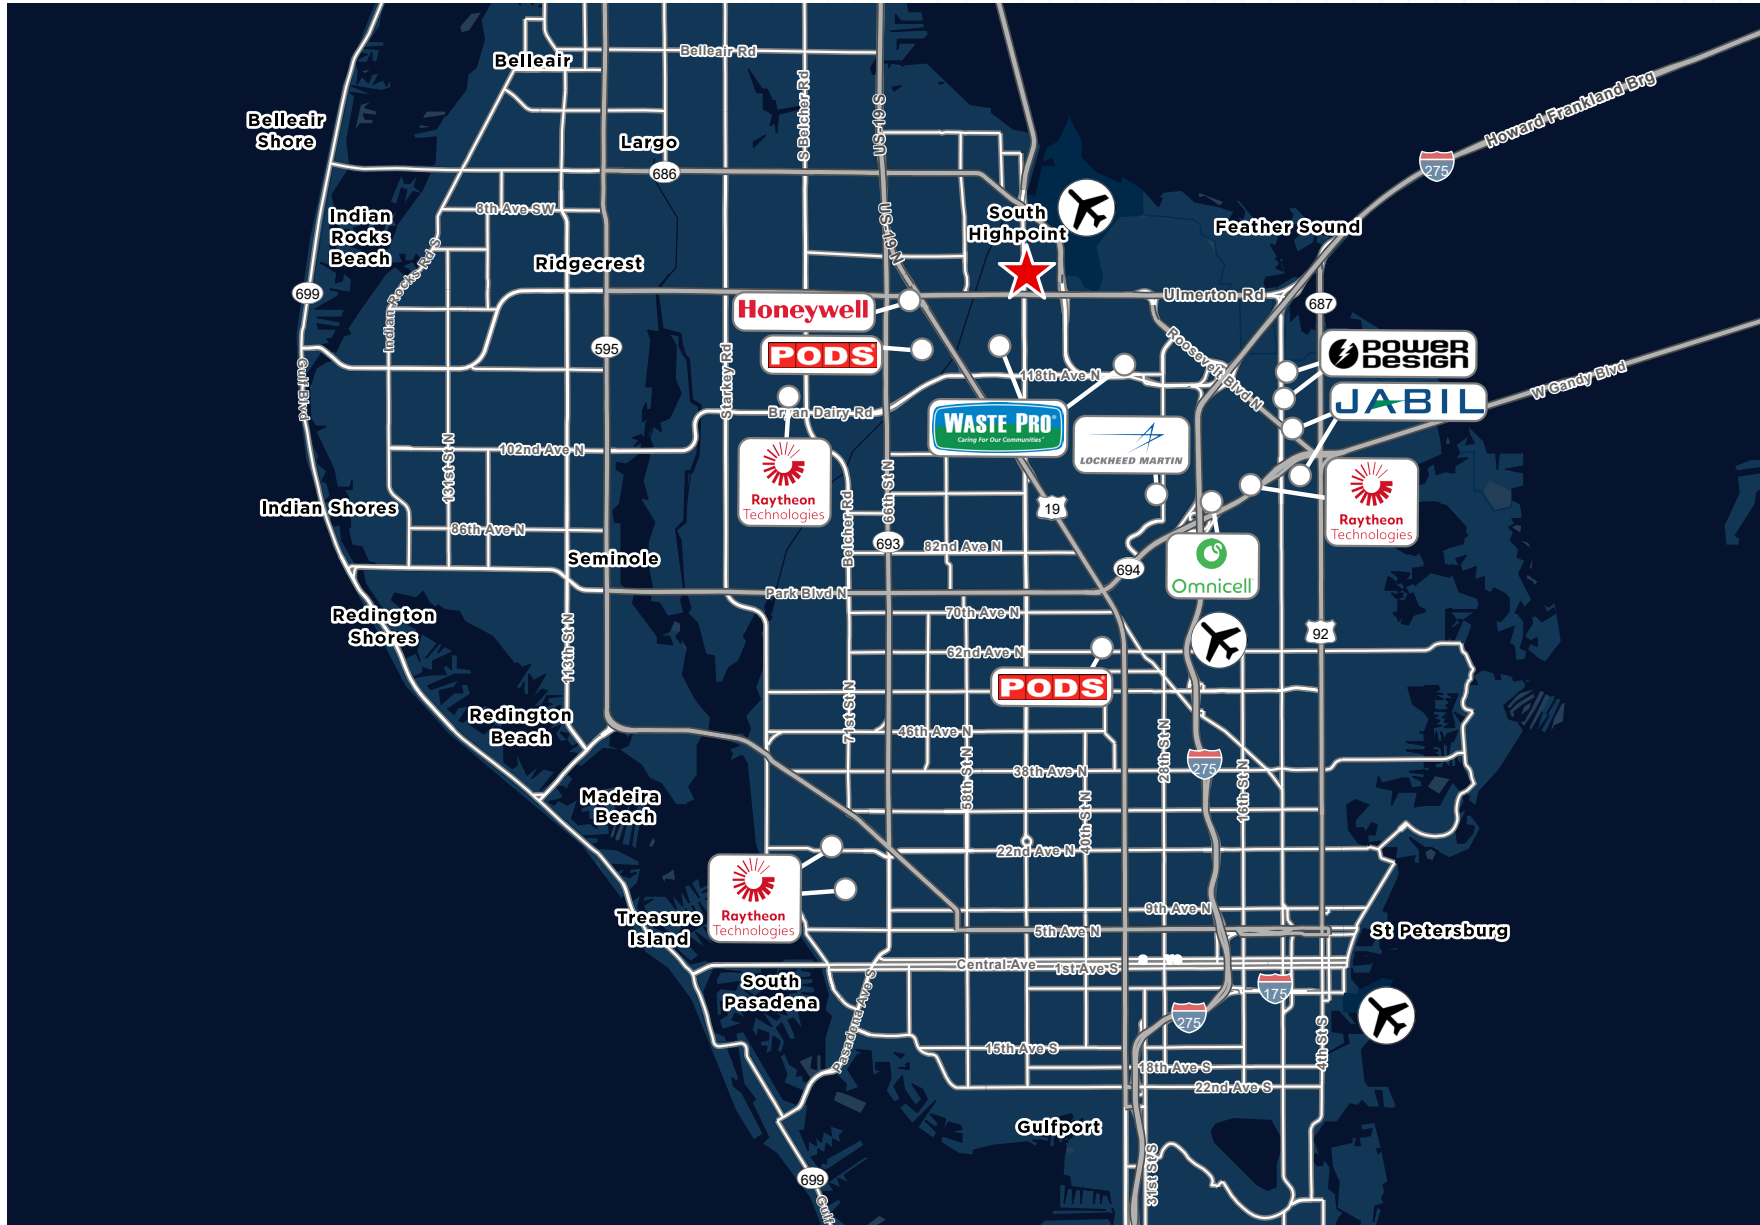 Belleair Rd
Belleair
Belleair
Shore
S Belcher Rd
US-19 S
Howard Frankland Brg
275
Largo
686
8th Ave SW
Indian
Rocks
Beach
South
Highpoint
Feather Sound
US-19 N
Indian Rocks Rd S
Ridgecrest
699
Ulmerton Rd
687
Honeywell
PODS
595
Gulf Blvd
Starkey Rd
Roosevelt Blvd N
POWER
DESIGN
118th Ave N
W Gandy Blvd
JABIL
Bryan Dairy Rd
WASTE PRO
Caring For Our Communities
LOCKHEED MARTIN
102nd Ave N
131st St N
Raytheon
Technologies
66th St N
Belcher Rd
19
Raytheon
Technologies
Indian Shores
86th Ave N
693
82nd Ave N
Seminole
694
Omnicell
Park Blvd N
70th Ave N
Redington
Shores
113th St N
62nd Ave N
92
PODS
71st St N
Redington
Beach
46th Ave N
28th St N
275
38th Ave N
58th St N
40th St N
16th St N
Madeira
Beach
22nd Ave N
Raytheon
Technologies
9th Ave N
Treasure
Island
5th Ave N
St Petersburg
Central Ave
1st Ave S
South
Pasadena
175
275
Pasadena Ave S
15th Ave S
4th St S
18th Ave S
22nd Ave S
Gulfport
31st St S
699
Gulf